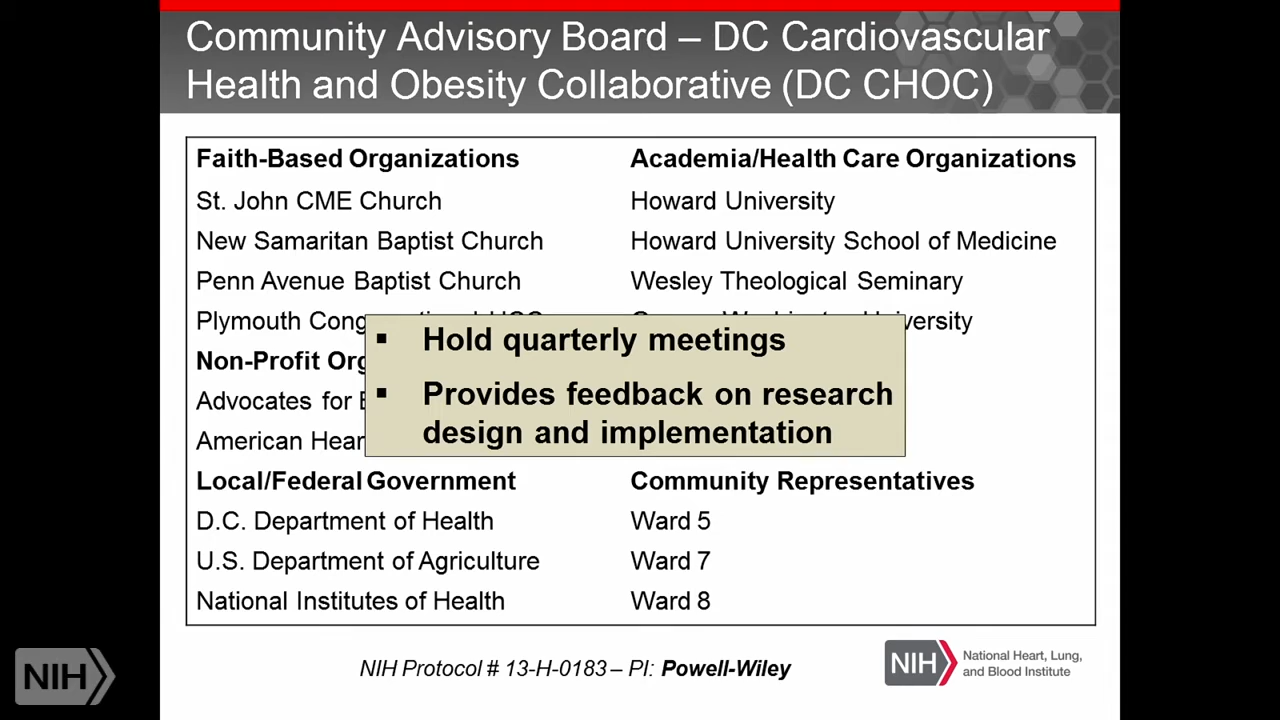 Community Advisory Board – DC Cardiovascular
Health and Obesity Collaborative (DC CHOC)
Faith-Based Organizations
St. John CME Church
New Samaritan Baptist Church
Penn Avenue Baptist Church
Plymouth
Non-Profit
Advocates for
American
Local/Federal Government
D.C. Department of Health
U.S. Department of Agriculture
National Institutes of Health
Academia/Health Care Organizations
Howard University
Howard University School of Medicine
Wesley Theological Seminary
University
Community Representatives
Ward 5
Ward 7
Ward 8
▪ Hold quarterly meetings
▪ Provides feedback on research
design and implementation
NIH Protocol # 13-H-0183 – PI: Powell-Wiley
NIH
National Heart, Lung,
and Blood Institute
NIH